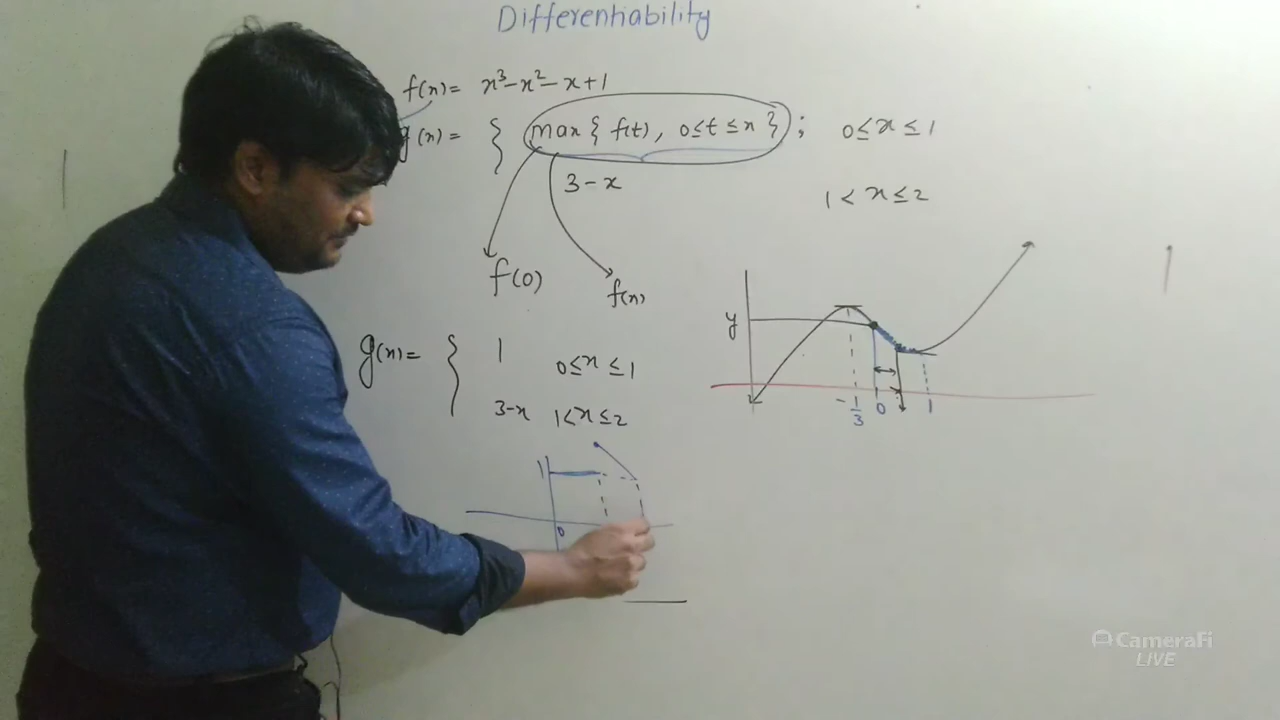 Differentiability
f(x) = x³-x²-x+1
g(x) = { max { f(t), 0≤t≤x } ; 0≤x≤1
3-x 1<x≤2
f(0) f(x)
g(x) = { 1 0≤x≤1
3-x 1<x≤2
y
-1/3 0 1
1
0
CameraFi
LIVE